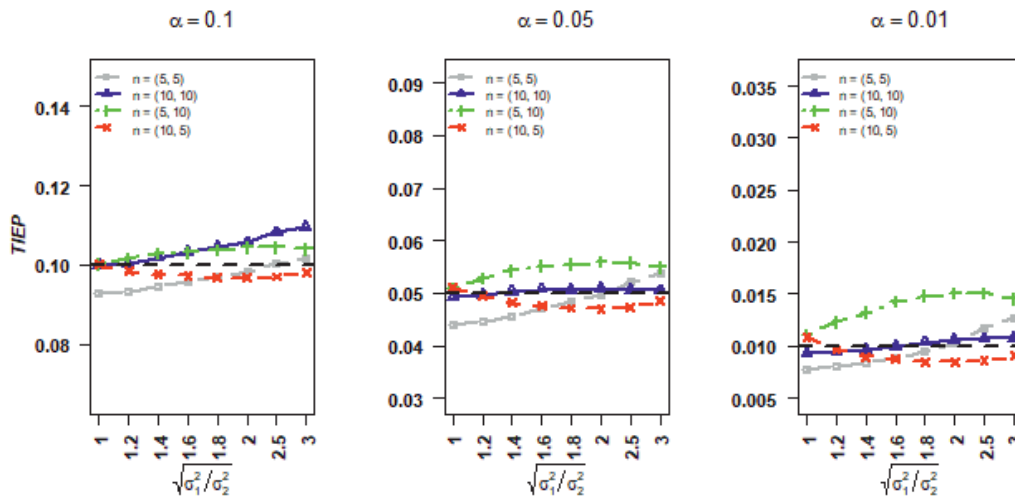 α = 0.1
α = 0.05
α = 0.01
TIEP
0.14
0.12
0.10
0.08
n = (5, 5)
n = (10, 10)
n = (5, 10)
n = (10, 5)
1 1.2 1.4 1.6 1.8 2 2.5 3
√σ₁²/σ₂²
0.09
0.08
0.07
0.06
0.05
0.04
0.03
n = (5, 5)
n = (10, 10)
n = (5, 10)
n = (10, 5)
1 1.2 1.4 1.6 1.8 2 2.5 3
√σ₁²/σ₂²
0.035
0.030
0.025
0.020
0.015
0.010
0.005
n = (5, 5)
n = (10, 10)
n = (5, 10)
n = (10, 5)
1 1.2 1.4 1.6 1.8 2 2.5 3
√σ₁²/σ₂²